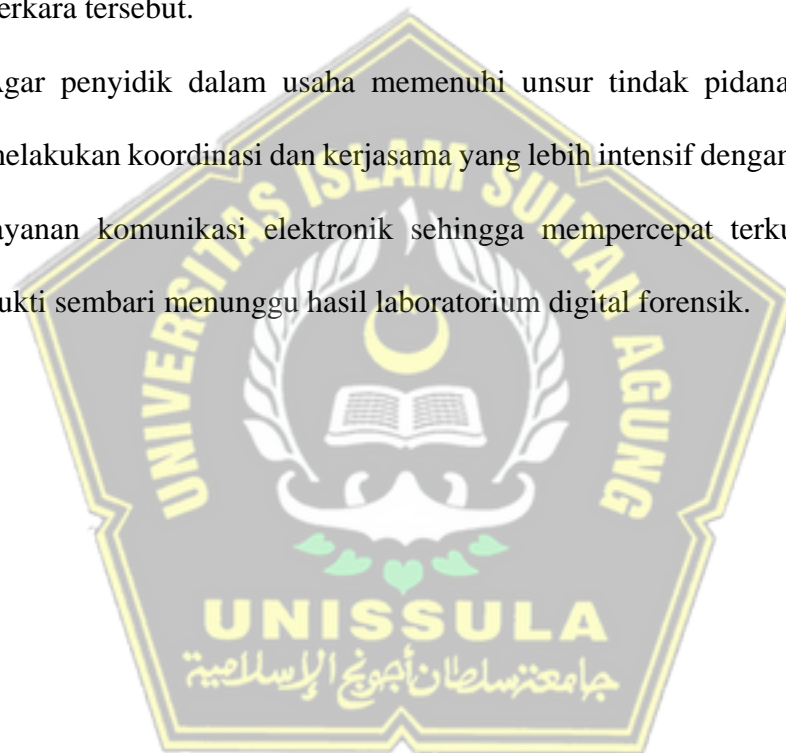 erkara tersebut.
gar penyidik dalam usaha memenuhi unsur tindak pidana
elakukan koordinasi dan kerjasama yang lebih intensif dengan
ayanan komunikasi elektronik sehingga mempercepat terku
ukti sembari menunggu hasil laboratorium digital forensik.
UNIVERSITAS ISLAM SULTAN AGUNG
UNISSULA
جامعة سلطان أجونج الإسلامية